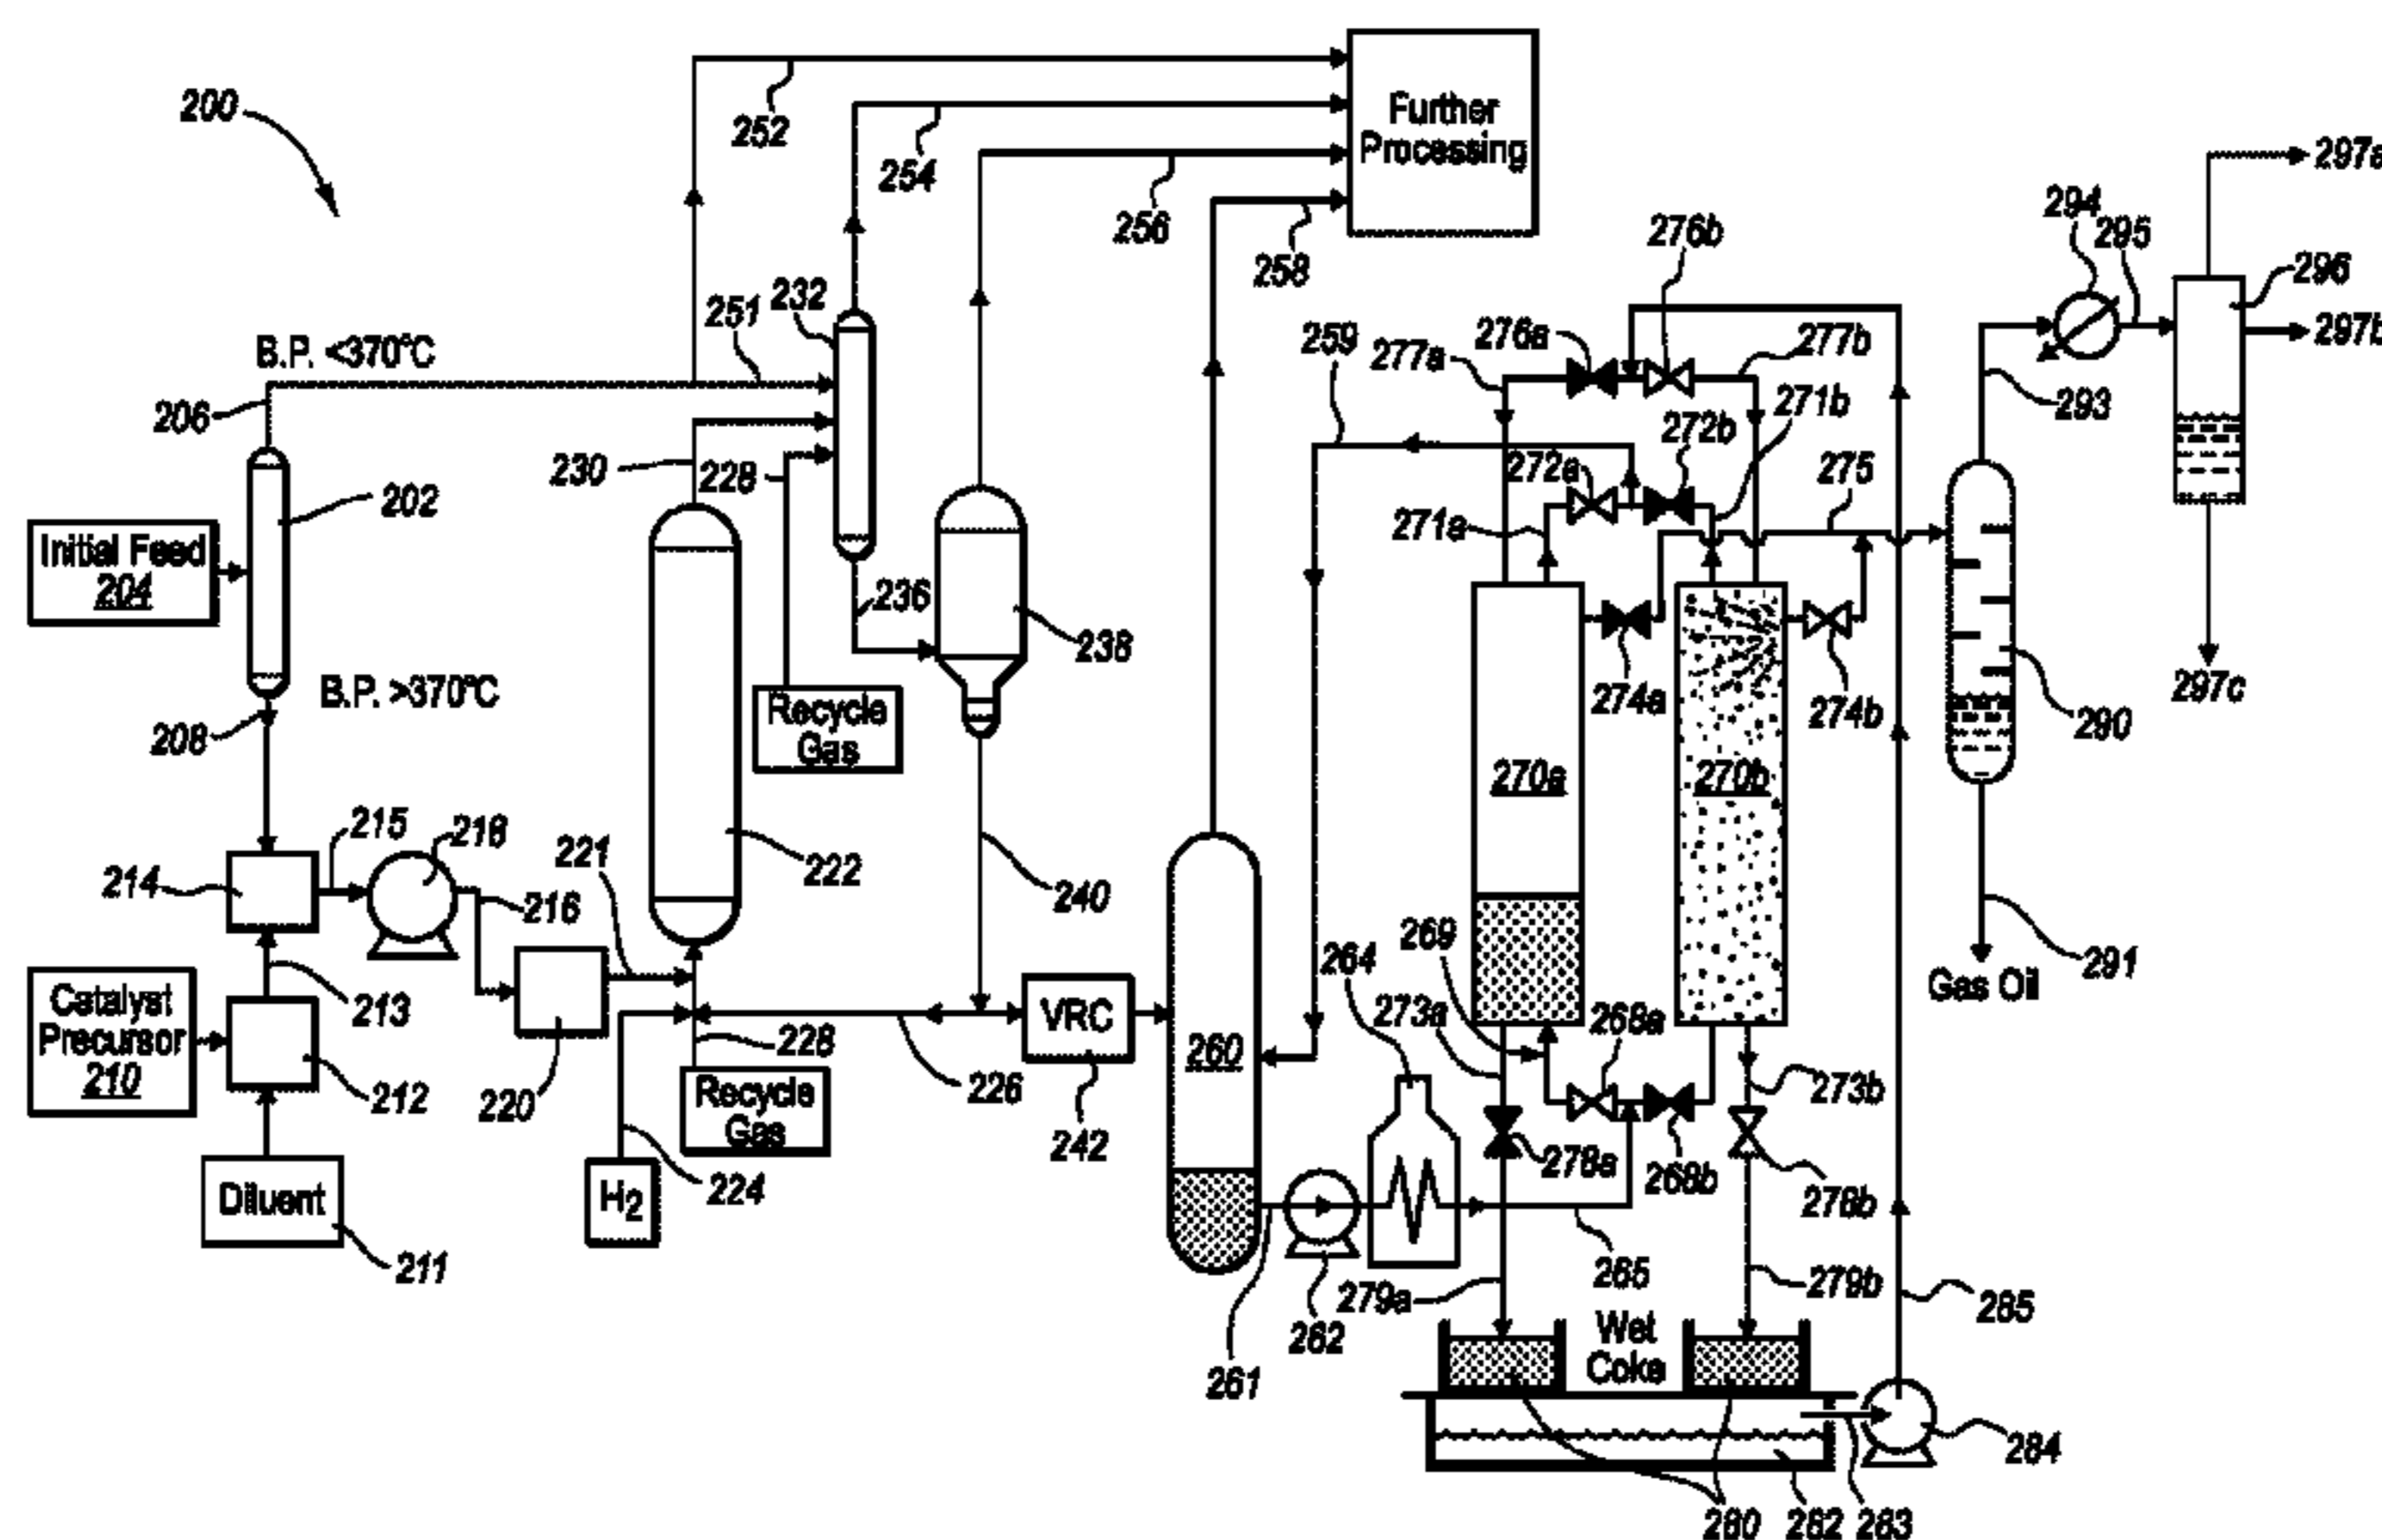 200
252
254
256
258
Further
Processing
297a
294
295
296
297b
276b
232
251
B.P. <370°C
206
259
277a
276a
277b
271b
293
272b
230
228
272a
275
202
271a
Initial Feed
204
236
238
297c
274a
274b
290
B.P. >370°C
208
Recycle
Gas
270a
270b
215
218
221
222
214
216
240
269
264
291
Gas Oil
Catalyst
Precursor
210
213
VRC
273a
268a
228
260
212
220
226
242
273b
Recycle
Gas
278a
268b
278b
Diluent
H2
224
211
265
279a
279b
285
Wet
Coke
262
261
284
280
282
283